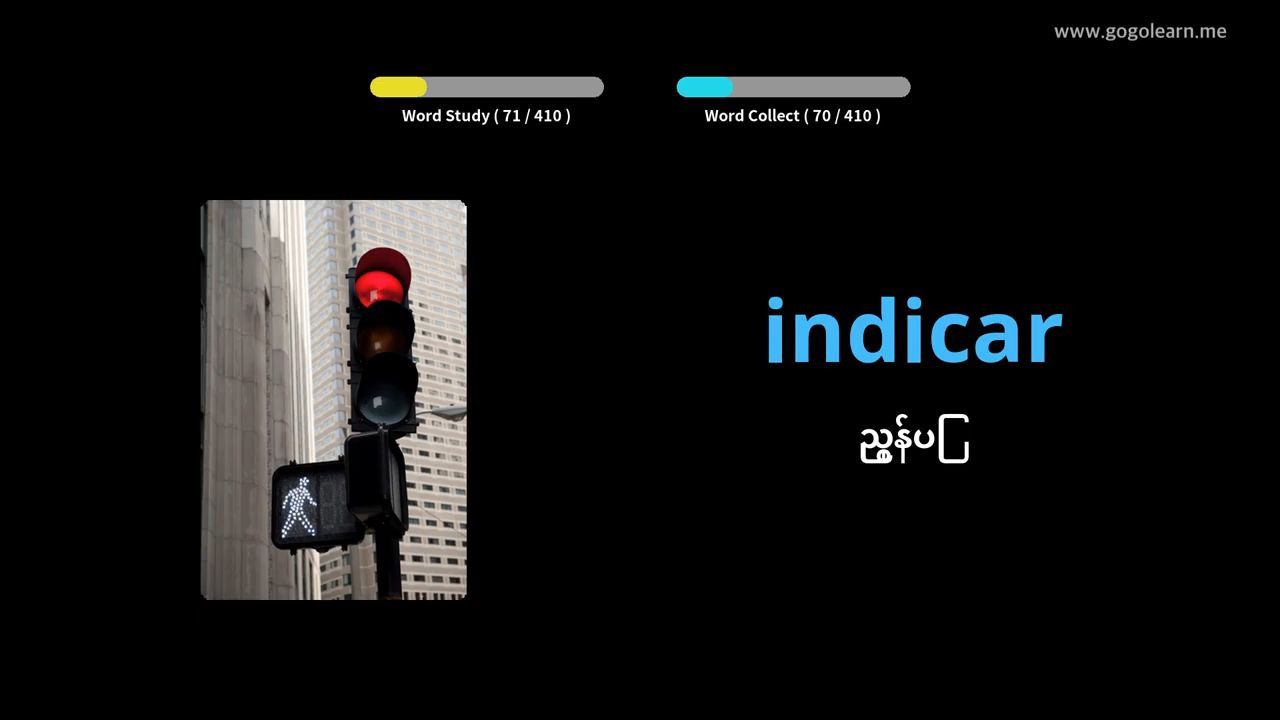 www.gogolearn.me
Word Study ( 71 / 410 )
Word Collect ( 70 / 410 )
indicar
ညွှန်ပြ